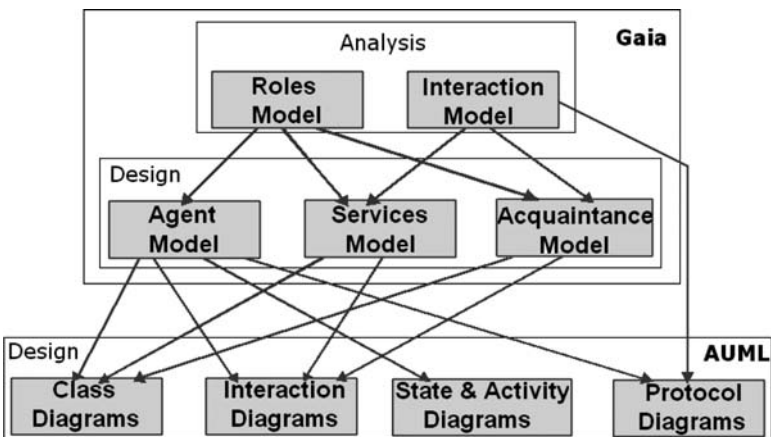 Analysis
Gaia
Roles
Model
Interaction
Model
Design
Agent
Model
Services
Model
Acquaintance
Model
Design
AUML
Class
Diagrams
Interaction
Diagrams
State & Activity
Diagrams
Protocol
Diagrams